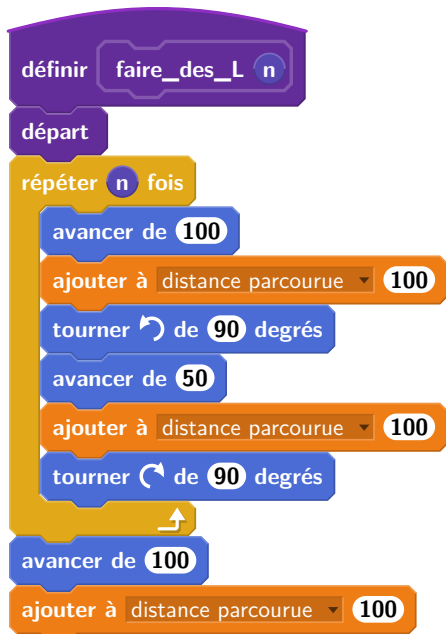 définir faire_des_L n
départ
répéter n fois
avancer de 100
ajouter à distance parcourue 100
tourner de 90 degrés
avancer de 50
ajouter à distance parcourue 100
tourner de 90 degrés
avancer de 100
ajouter à distance parcourue 100